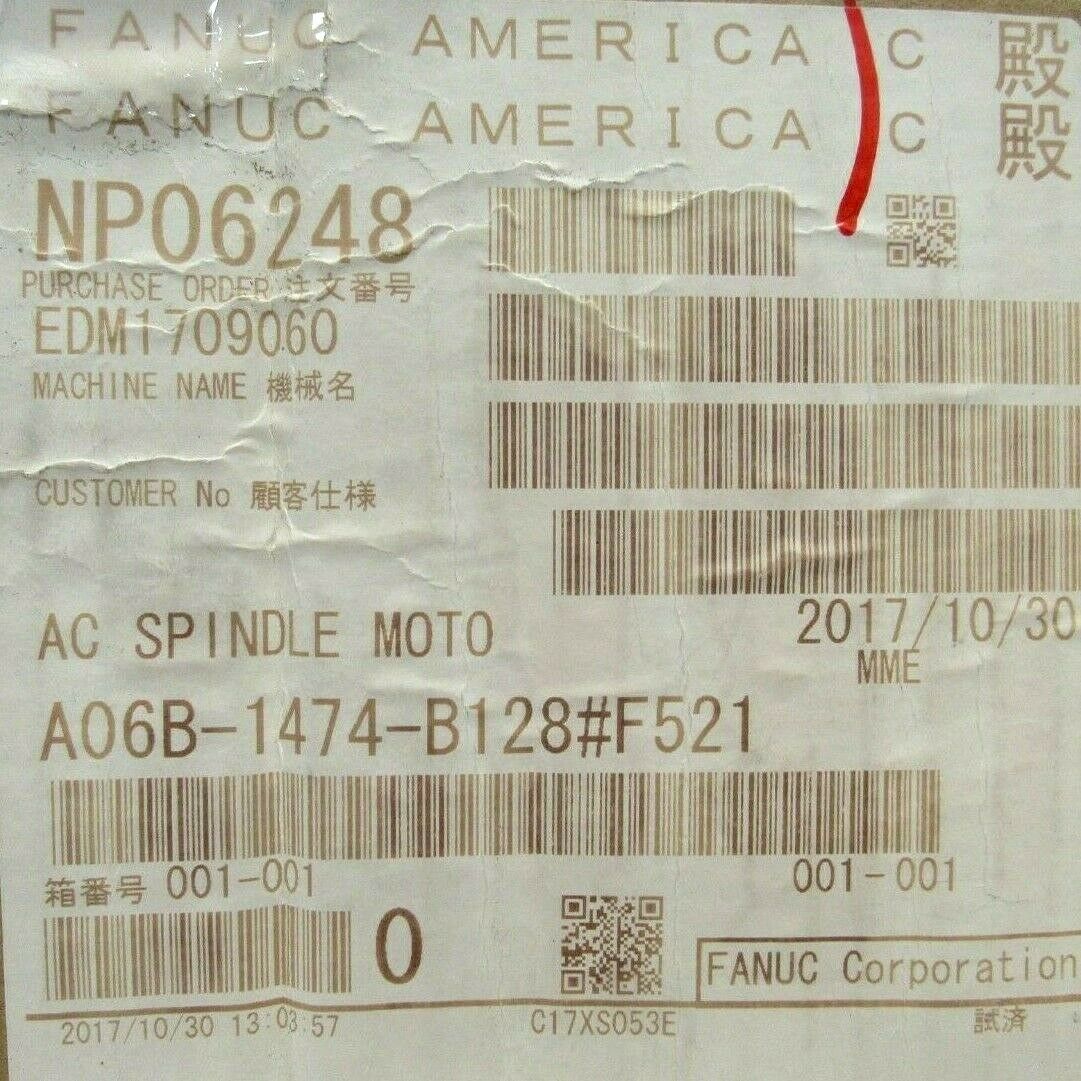 FANUC AMERICA C 殿
FANUC AMERICA C 殿
NP06248
PURCHASE ORDER 注文番号
EDM1709060
MACHINE NAME 機械名
CUSTOMER No 顧客仕様
2017/10/30
AC SPINDLE MOTO
MME
A06B-1474-B128#F521
箱番号 001-001 001-001
0
FANUC Corporation
2017/10/30 13:03:57 C17XS053E 試済